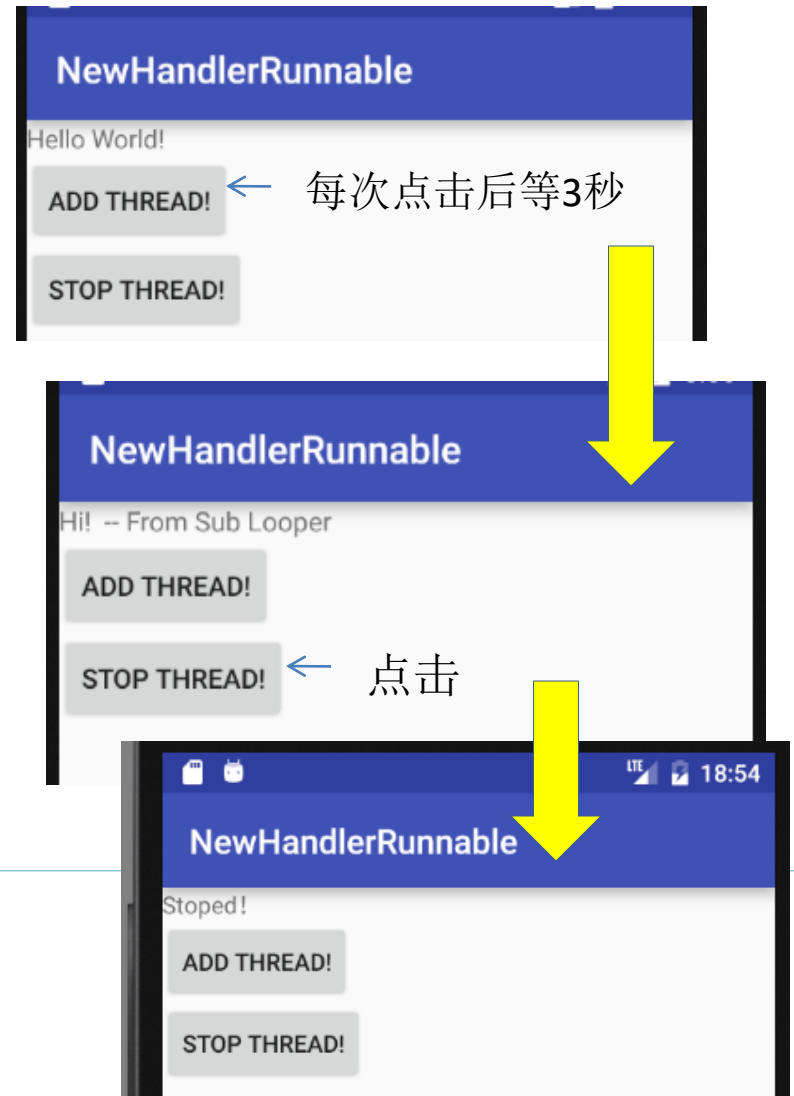 NewHandlerRunnable
Hello World!
ADD THREAD!
每次点击后等3秒
STOP THREAD!
NewHandlerRunnable
Hi! -- From Sub Looper
ADD THREAD!
STOP THREAD!
点击
LTE 18:54
NewHandlerRunnable
Stoped!
ADD THREAD!
STOP THREAD!